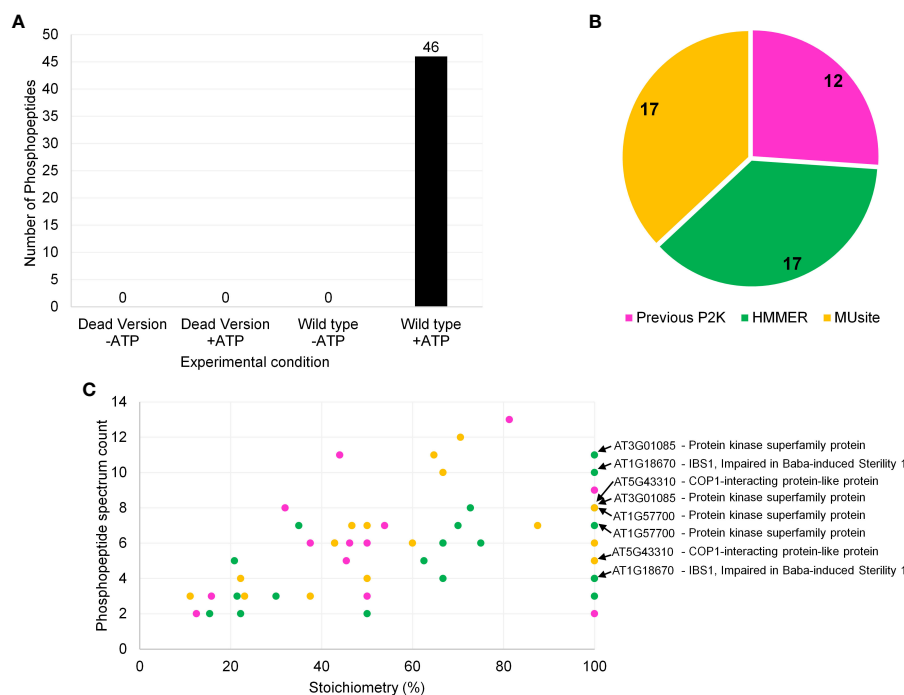 A
Number of Phosphopeptides
50
45
40
35
30
25
20
15
10
5
0
0
0
0
46
Dead Version
-ATP
Dead Version
+ATP
Wild type
-ATP
Wild type
+ATP
Experimental condition
B
12
17
17
Previous P2K
HMMER
MUsite
C
Phosphopeptide spectrum count
14
12
10
8
6
4
2
0
0
20
40
60
80
100
Stoichiometry (%)
AT3G01085 - Protein kinase superfamily protein
AT1G18670 - IBS1, Impaired in Baba-induced Sterility 1
AT5G43310 - COP1-interacting protein-like protein
AT3G01085 - Protein kinase superfamily protein
AT1G57700 - Protein kinase superfamily protein
AT1G57700 - Protein kinase superfamily protein
AT5G43310 - COP1-interacting protein-like protein
AT1G18670 - IBS1, Impaired in Baba-induced Sterility 1